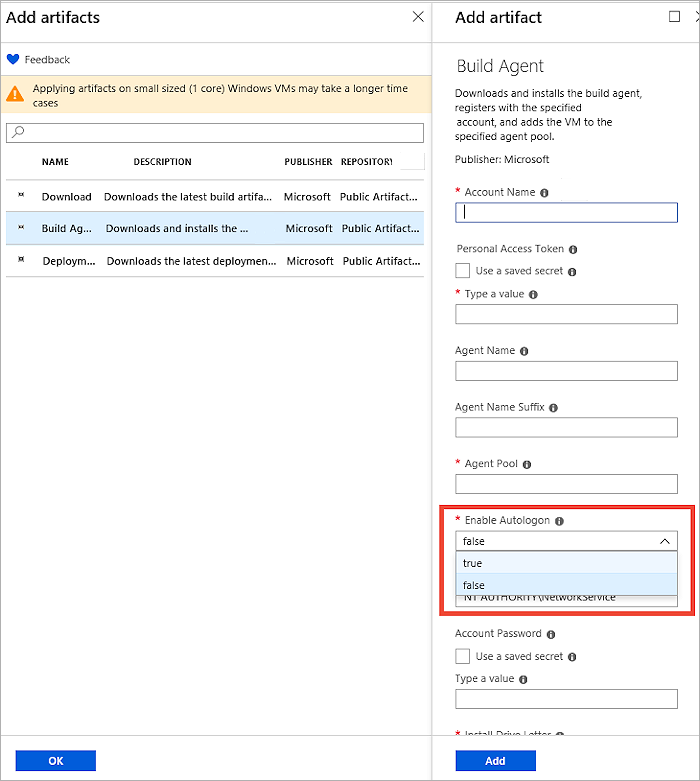 Add artifacts
Feedback
Applying artifacts on small sized (1 core) Windows VMs may take a longer time
cases
NAME DESCRIPTION PUBLISHER REPOSITORY
Download Downloads the latest build artifa... Microsoft Public Artifact...
Build Ag... Downloads and installs the ... Microsoft Public Artifact...
Deploym... Downloads the latest deploymen... Microsoft Public Artifact...
OK
Add artifact
Build Agent
Downloads and installs the build agent,
registers with the specified
account, and adds the VM to the
specified agent pool.
Publisher: Microsoft
* Account Name
Personal Access Token
Use a saved secret
* Type a value
Agent Name
Agent Name Suffix
* Agent Pool
* Enable Autologon
false
true
false
NT AUTHORITY\NetworkService
Account Password
Use a saved secret
Type a value
* Install Drive Letter
Add